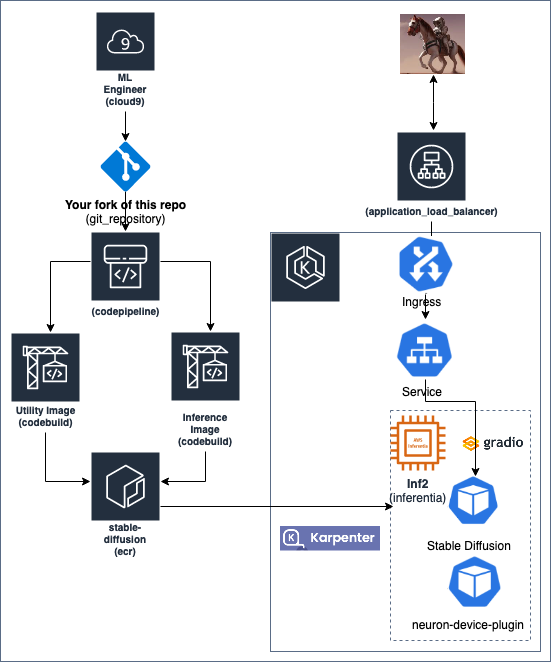 9
ML
Engineer
(cloud9)
Your fork of this repo
(git_repository)
(codepipeline)
Utility Image
(codebuild)
Inference
Image
(codebuild)
stable-
diffusion
(ecr)
(application_load_balancer)
K
Ingress
Service
AWS
Inferentia
gradio
Inf2
(inferentia)
Stable Diffusion
K
Karpenter
neuron-device-plugin